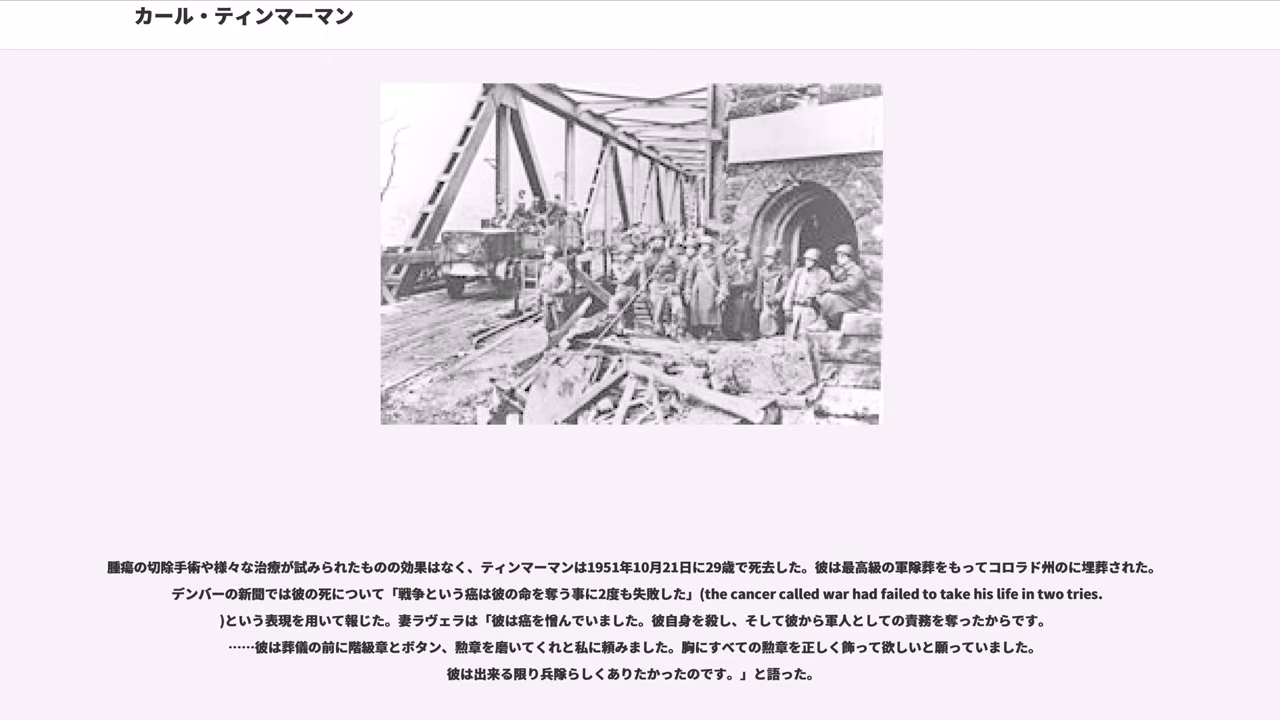 カール・ティンマーマン
腫瘍の切除手術や様々な治療が試みられたものの効果はなく、ティンマーマンは1951年10月21日に29歳で死去した。彼は最高級の軍隊葬をもってコロラド州のに埋葬された。
デンバーの新聞では彼の死について「戦争という癌は彼の命を奪う事に2度も失敗した」(the cancer called war had failed to take his life in two tries.
)という表現を用いて報じた。妻ラヴェラは「彼は癌を憎んでいました。彼自身を殺し、そして彼から軍人としての責務を奪ったからです。
……彼は葬儀の前に階級章とボタン、勲章を磨いてくれと私に頼みました。胸にすべての勲章を正しく飾って欲しいと願っていました。
彼は出来る限り兵隊らしくありたかったのです。」と語った。